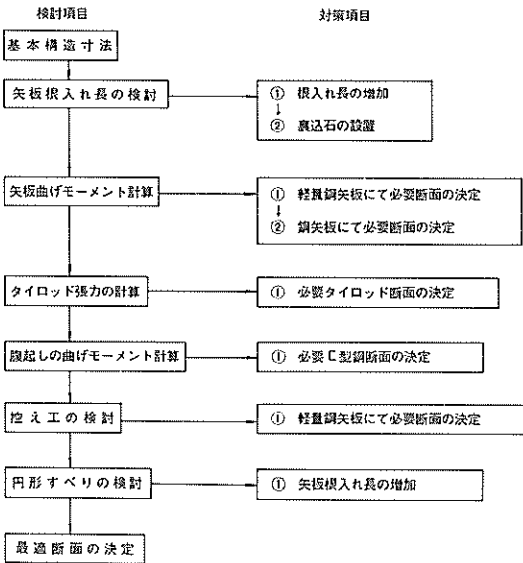 検討項目
対策項目
基本構造寸法
矢板根入れ長の検討
① 根入れ長の増加
② 裏込石の設置
矢板曲げモーメント計算
① 軽量鋼矢板にて必要断面の決定
② 鋼矢板にて必要断面の決定
タイロッド張力の計算
① 必要タイロッド断面の決定
腹起しの曲げモーメント計算
① 必要匚型鋼断面の決定
控え工の検討
① 軽量鋼矢板にて必要断面の決定
円形すべりの検討
① 矢板根入れ長の増加
最適断面の決定